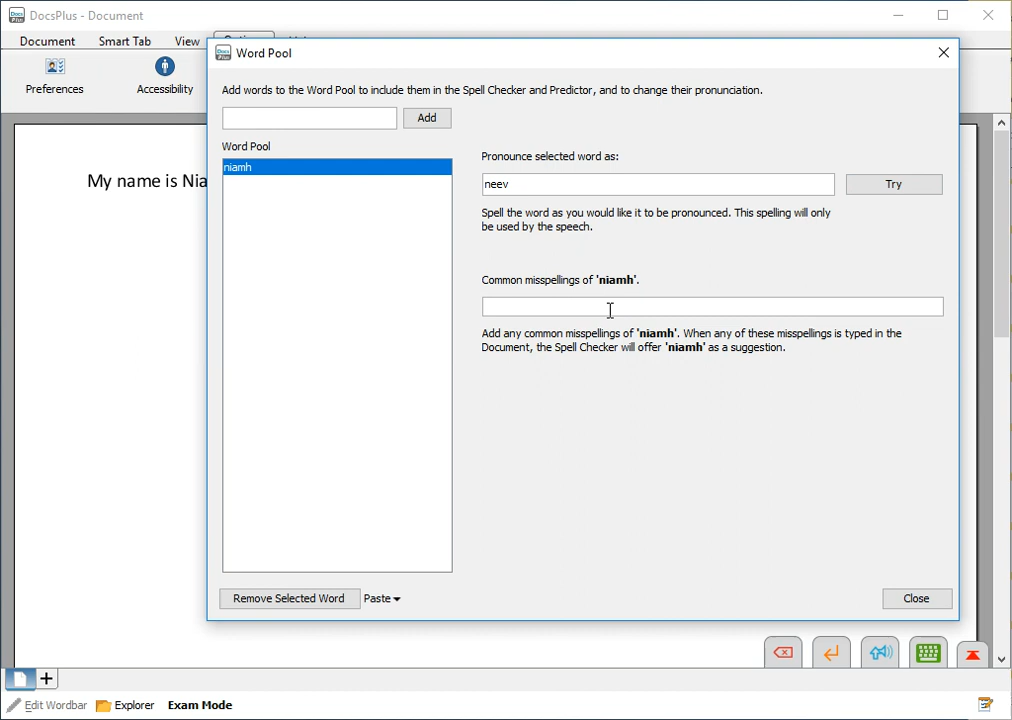 DocsPlus - Document
Document Smart Tab View
Word Pool
Preferences Accessibility
Add words to the Word Pool to include them in the Spell Checker and Predictor, and to change their pronunciation.
Add
Word Pool
niamh
Pronounce selected word as:
neev
Try
Spell the word as you would like it to be pronounced. This spelling will only
be used by the speech.
My name is Nia
Common misspellings of 'niamh'.
Add any common misspellings of 'niamh'. When any of these misspellings is typed in the
Document, the Spell Checker will offer 'niamh' as a suggestion.
Remove Selected Word Paste Close
Edit Wordbar Explorer Exam Mode